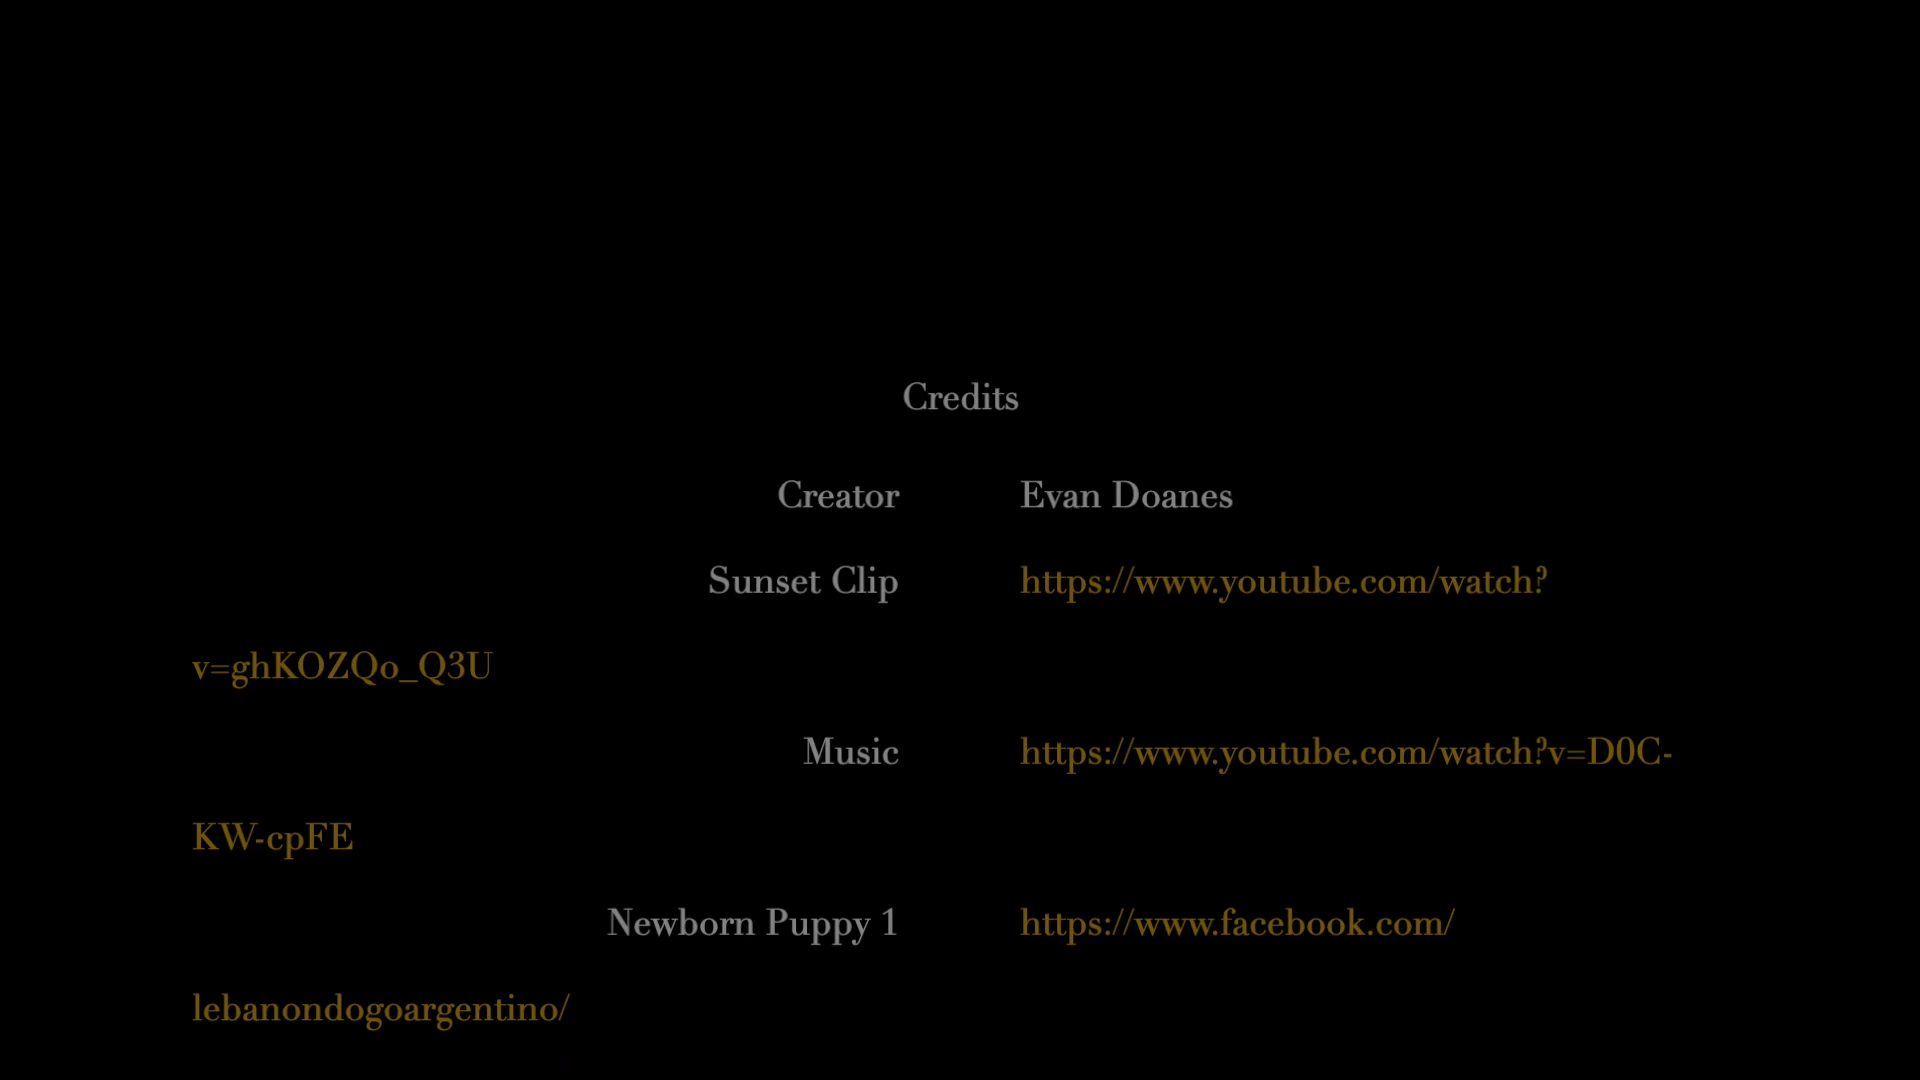 Credits
Creator Evan Doanes
Sunset Clip https://www.youtube.com/watch?
v=ghKOZQo_Q3U
Music https://www.youtube.com/watch?v=D0C-
KW-cpFE
Newborn Puppy 1 https://www.facebook.com/
lebanondogoargentino/